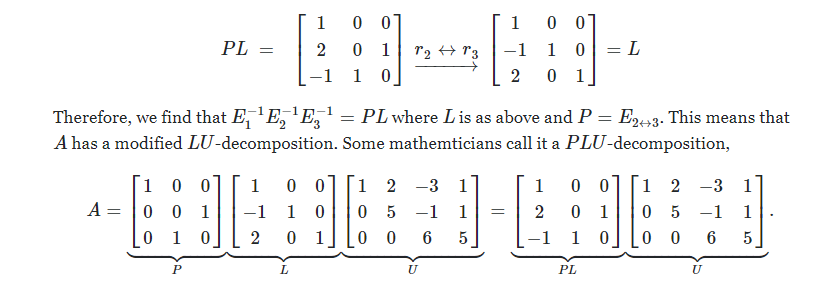 PL = [1 0 0; 2 0 1; −1 1 0] r₂ ↔ r₃ → [1 0 0; −1 1 0; 2 0 1] = L
Therefore, we find that E₁⁻¹E₂⁻¹E₃⁻¹ = PL where L is as above and P = E₂↔₃. This means that
A has a modified LU-decomposition. Some mathemticians call it a PLU-decomposition,
A = [1 0 0; 0 0 1; 0 1 0] [1 0 0; −1 1 0; 2 0 1] [1 2 −3 1; 0 5 −1 1; 0 0 6 5] = [1 0 0; 2 0 1; −1 1 0] [1 2 −3 1; 0 5 −1 1; 0 0 6 5].
P L U PL U